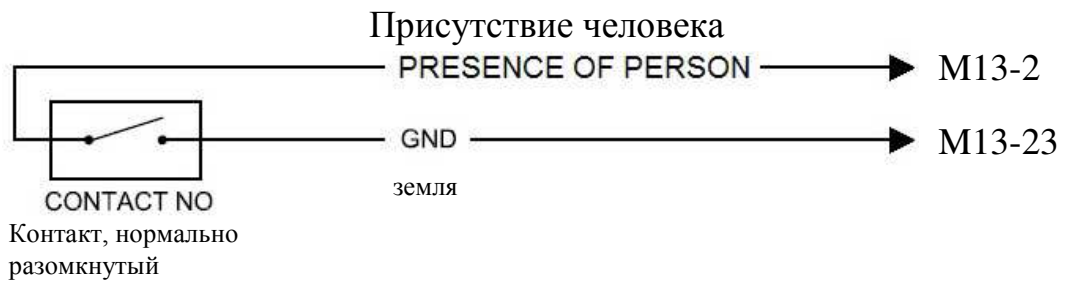 Присутствие человека
PRESENCE OF PERSON
M13-2
GND
M13-23
земля
CONTACT NO
Контакт, нормально
разомкнутый